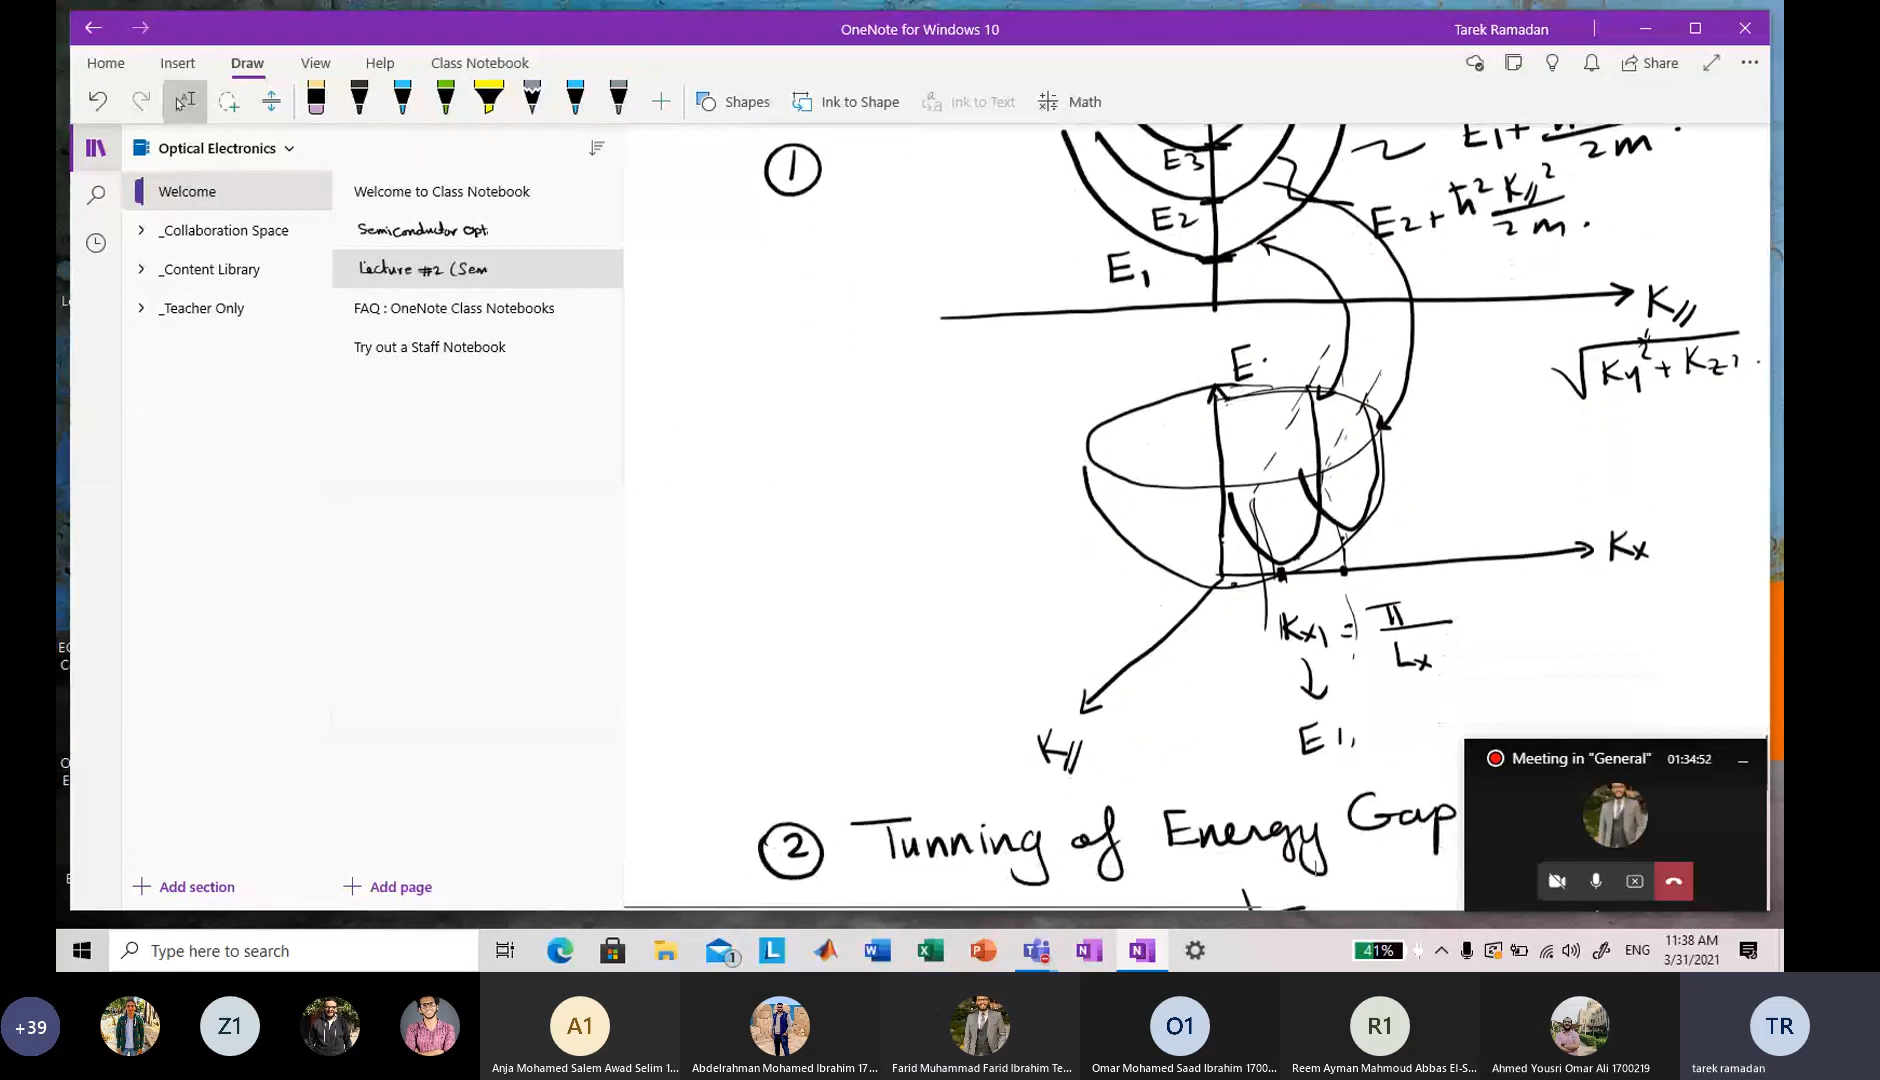 OneNote for Windows 10
Tarek Ramadan
Home Insert Draw View Help Class Notebook
Share
Shapes Ink to Shape Ink to Text Math
Optical Electronics
Welcome
_Collaboration Space
_Content Library
_Teacher Only
Welcome to Class Notebook
Semiconductor Opti
Lecture #2 (Sem
FAQ : OneNote Class Notebooks
Try out a Staff Notebook
Add section
Add page
1
E3
E2
E1
E1 + ħ
2m
E2 + ħ² K//²
2m
K//
√Ky² + Kz²
E
Kx
Kx1 = π
Lx
E1
K//
2 Tunning of Energy Gap
Meeting in "General" 01:34:52
Type here to search
1
41%
ENG
11:38 AM
3/31/2021
+39
Z1
A1
O1
R1
TR
Anja Mohamed Salem Awad Selim 1...
Abdelrahman Mohamed Ibrahim 17...
Farid Muhammad Farid Ibrahim Te...
Omar Mohamed Saad Ibrahim 1700...
Reem Ayman Mahmoud Abbas El-S...
Ahmed Yousri Omar Ali 1700219
tarek ramadan